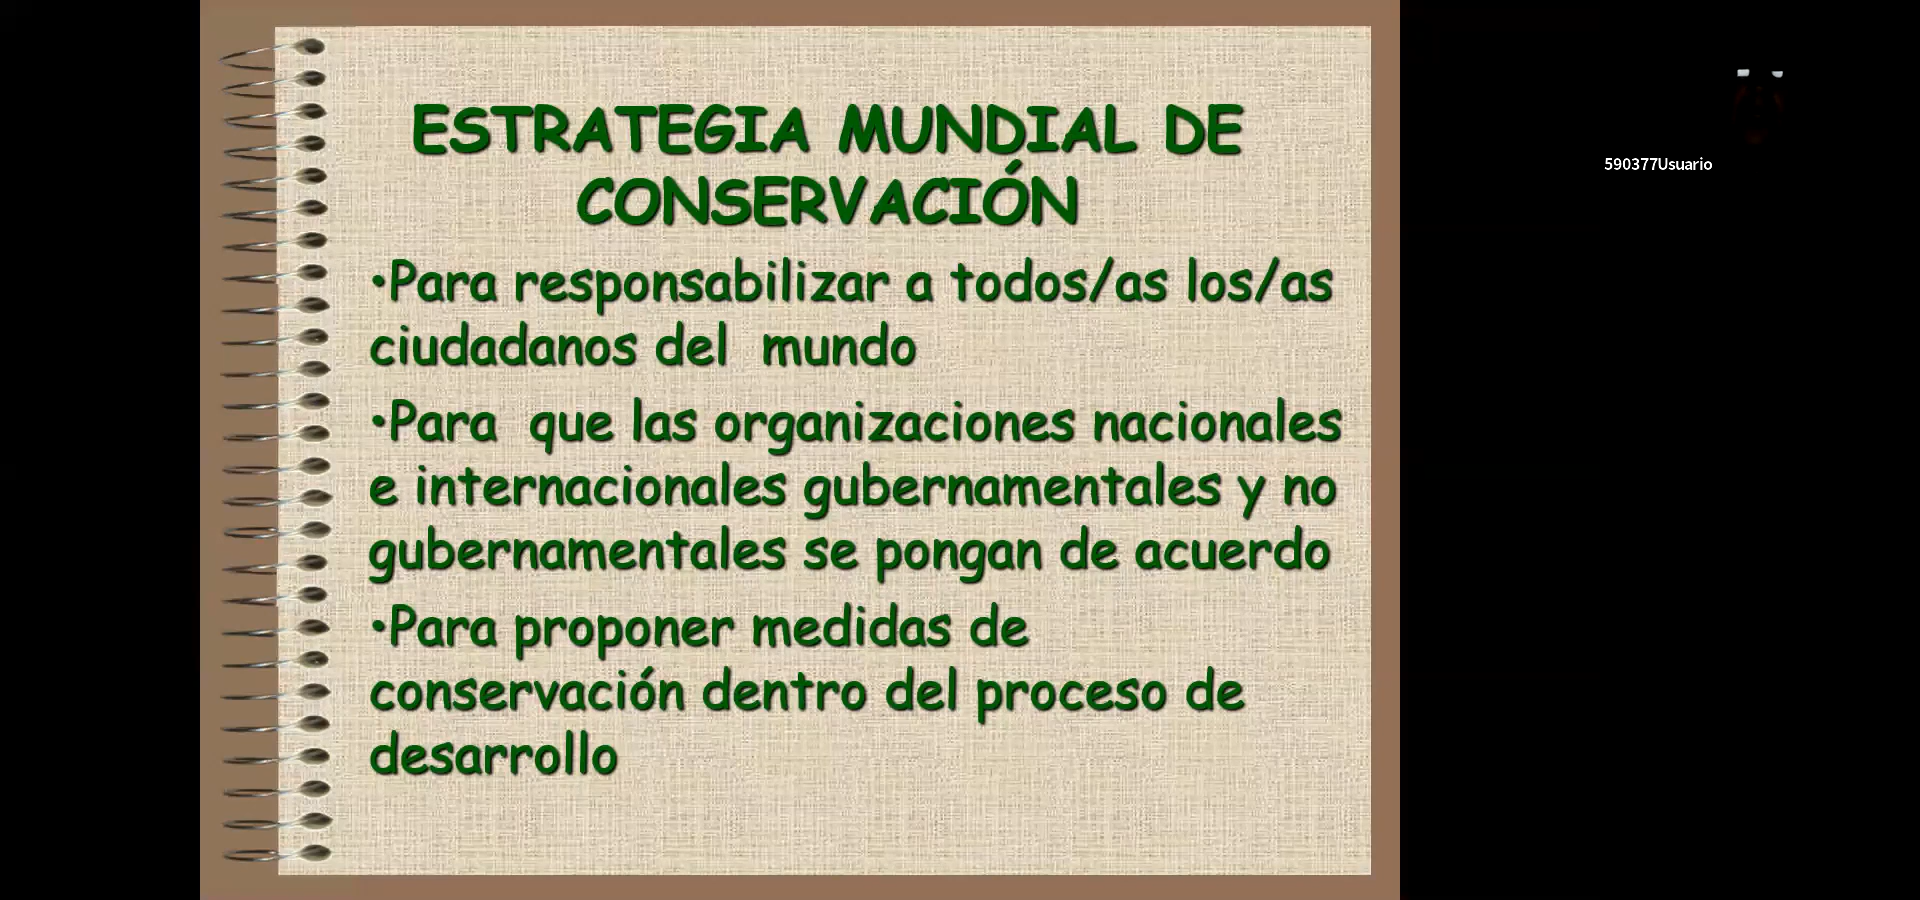 ESTRATEGIA MUNDIAL DE
CONSERVACIÓN
•Para responsabilizar a todos/as los/as
ciudadanos del  mundo
•Para  que las organizaciones nacionales
e internacionales gubernamentales y no
gubernamentales se pongan de acuerdo
•Para proponer medidas de
conservación dentro del proceso de
desarrollo
590377Usuario